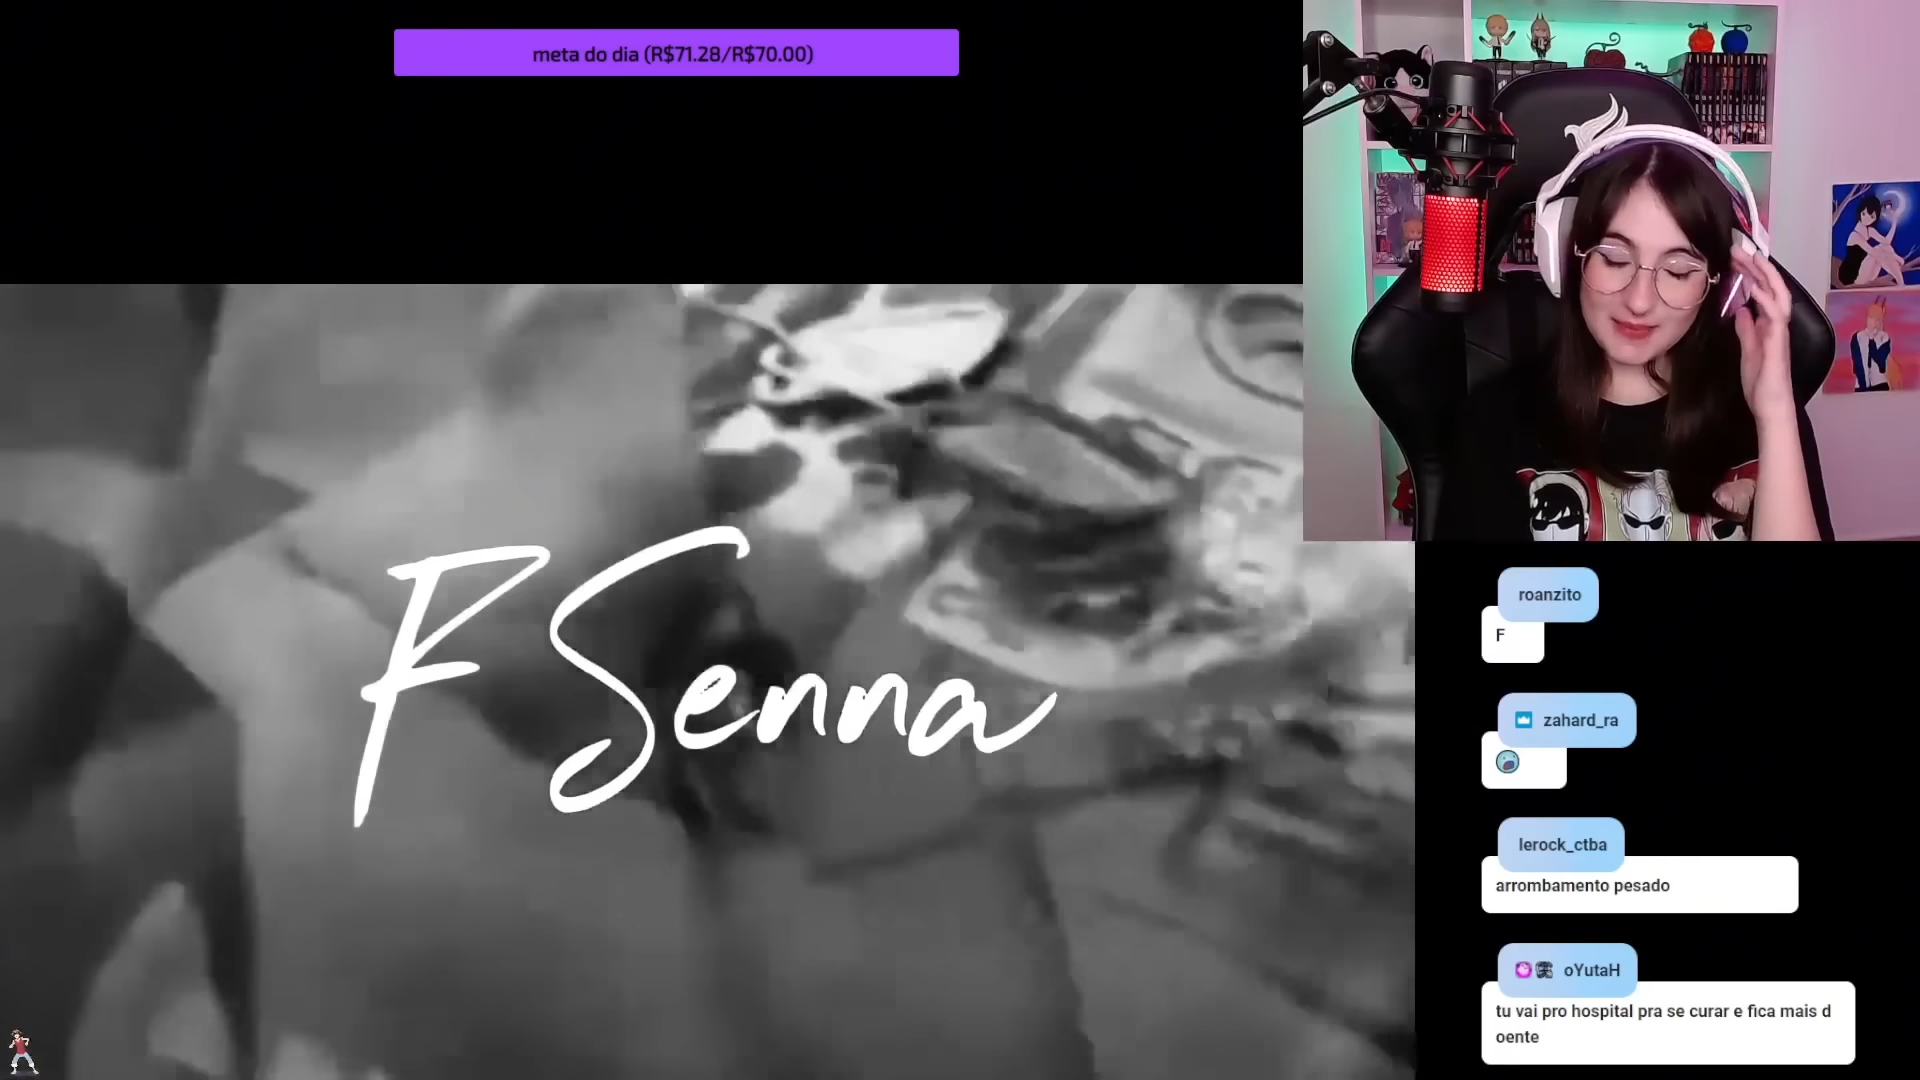 meta do dia (R$71.28/R$70.00)
F Senna
roanzito
F
zahard_ra
lerock_ctba
arrombamento pesado
oYutaH
tu vai pro hospital pra se curar e fica mais d
oente